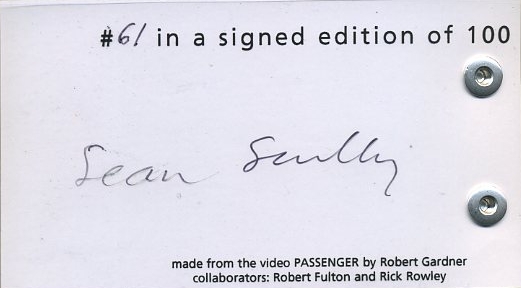 #61 in a signed edition of 100
Sean Scully
made from the video PASSENGER by Robert Gardner
collaborators: Robert Fulton and Rick Rowley